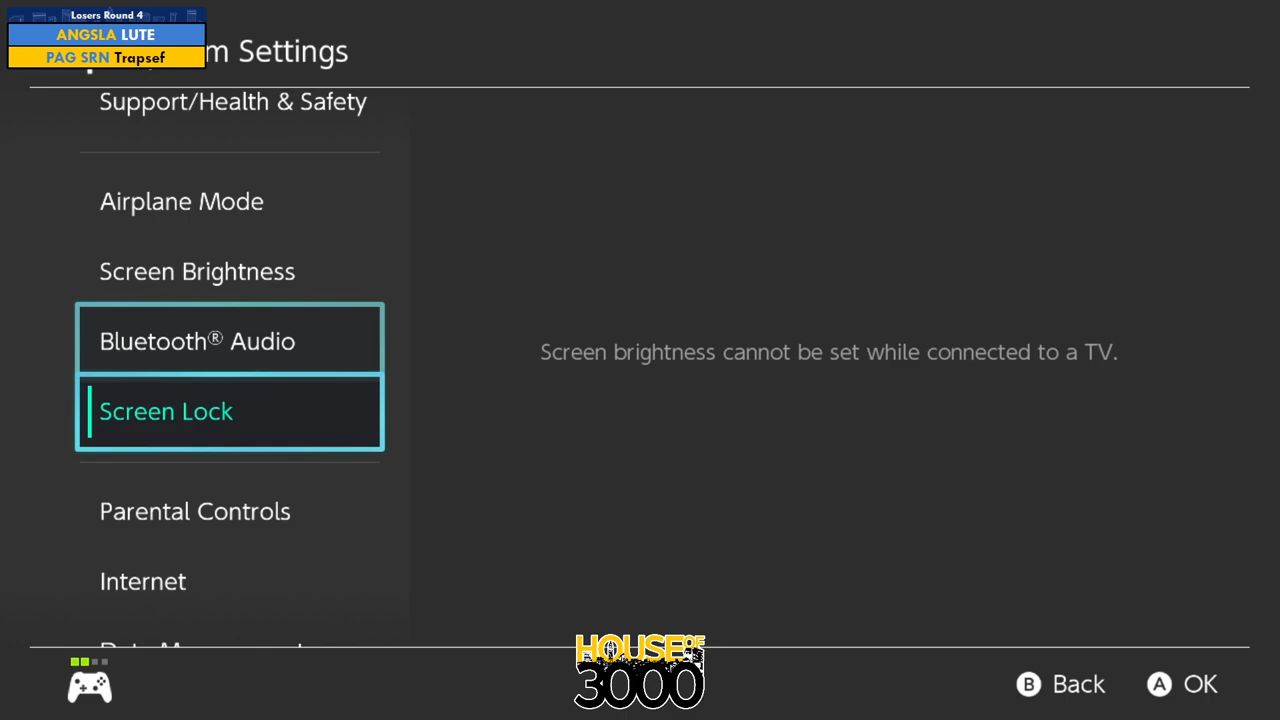 Losers Round 4
ANGSLA LUTE
PAG SRN Trapsef
m Settings
Support/Health & Safety
Airplane Mode
Screen Brightness
Bluetooth® Audio
Screen Lock
Screen brightness cannot be set while connected to a TV.
Parental Controls
Internet
HOUSE OF
3000
B Back
A OK